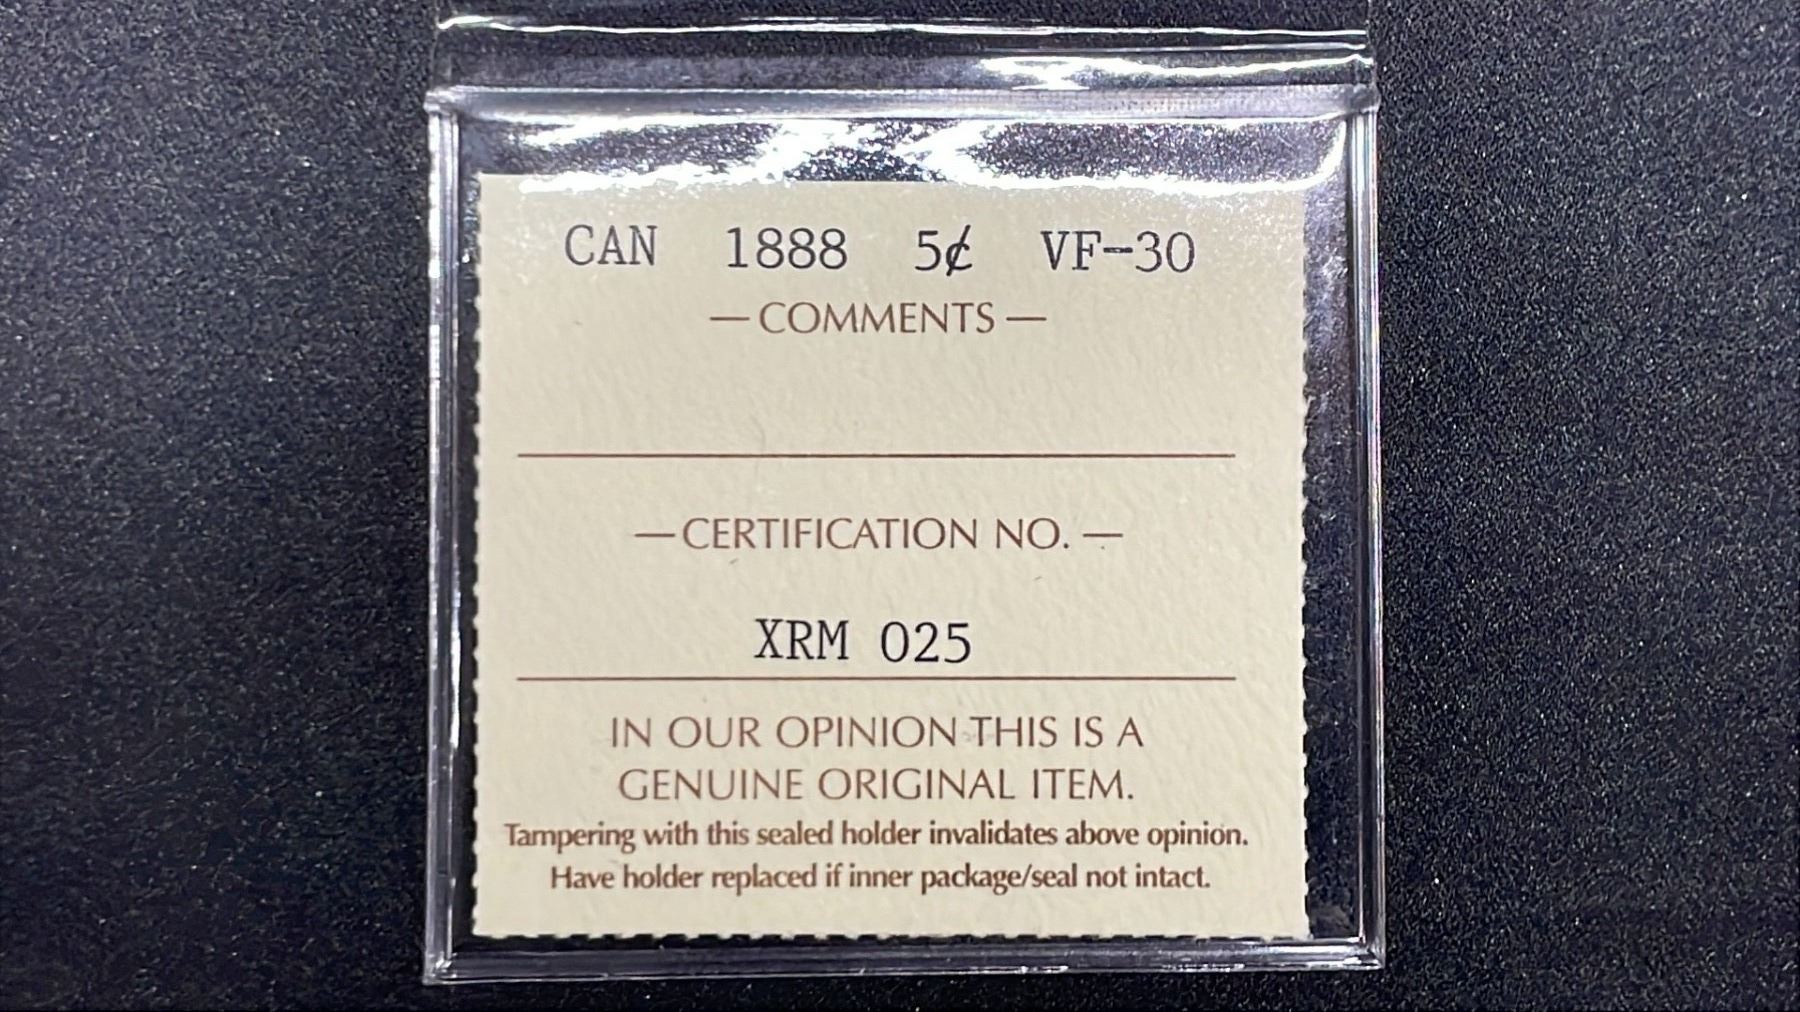 CAN 1888 5¢ VF-30
— COMMENTS —
— CERTIFICATION NO. —
XRM 025
IN OUR OPINION THIS IS A
GENUINE ORIGINAL ITEM.
Tampering with this sealed holder invalidates above opinion.
Have holder replaced if inner package/seal not intact.